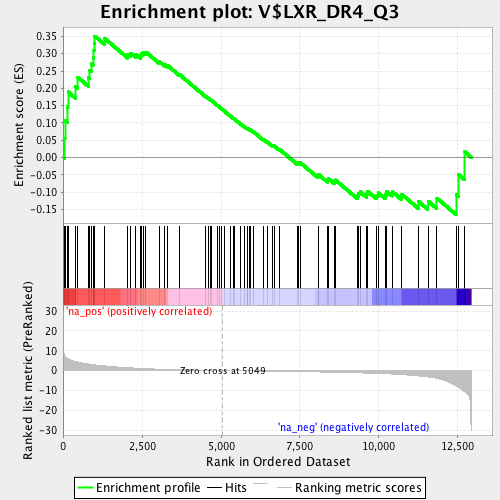 Enrichment plot: V$LXR_DR4_Q3
Enrichment score (ES)
0.35
0.30
0.25
0.20
0.15
0.10
0.05
0.00
-0.05
-0.10
-0.15
'na_pos' (positively correlated)
Ranked list metric (PreRanked)
30
20
10
0
-10
-20
-30
Zero cross at 5049
'na_neg' (negatively correlated)
0
2,500
5,000
7,500
10,000
12,500
Rank in Ordered Dataset
Enrichment profile
Hits
Ranking metric scores